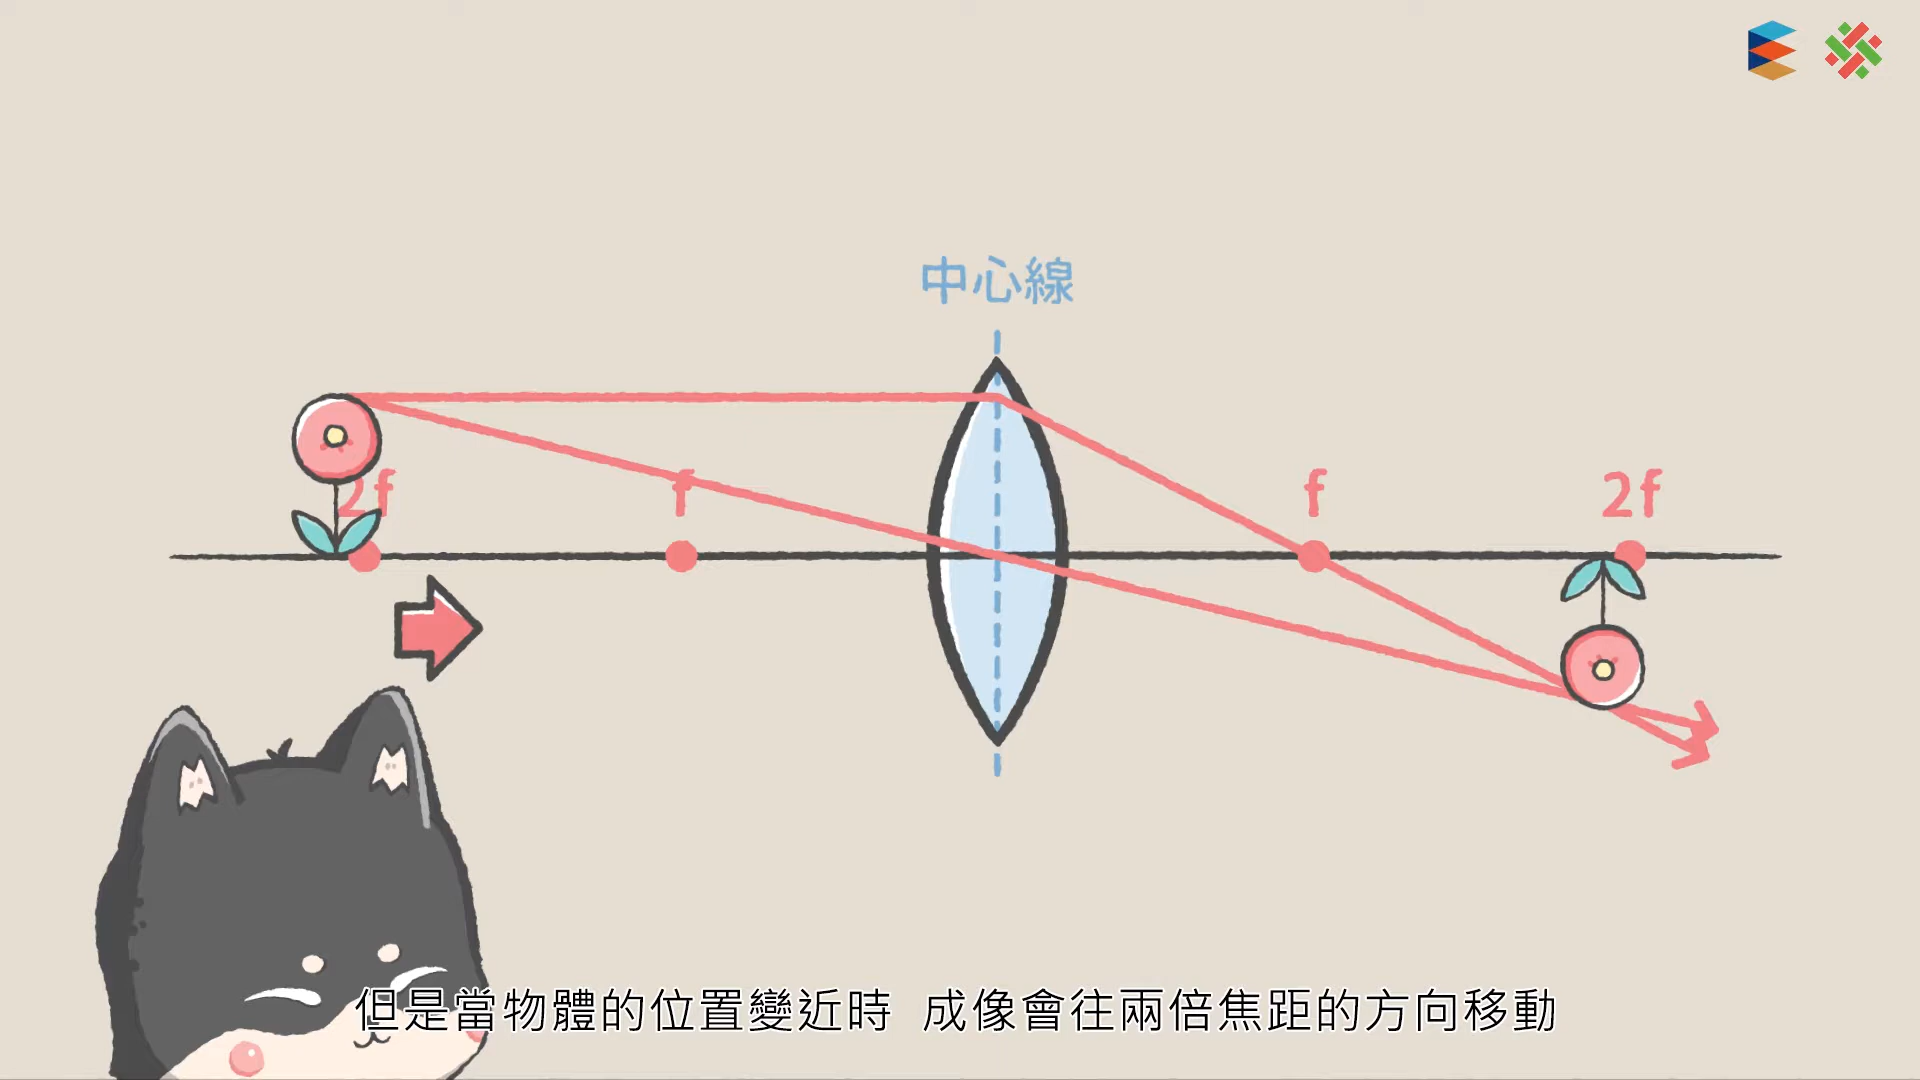 中心線
2f
f
f
2f
但是當物體的位置變近時 成像會往兩倍焦距的方向移動